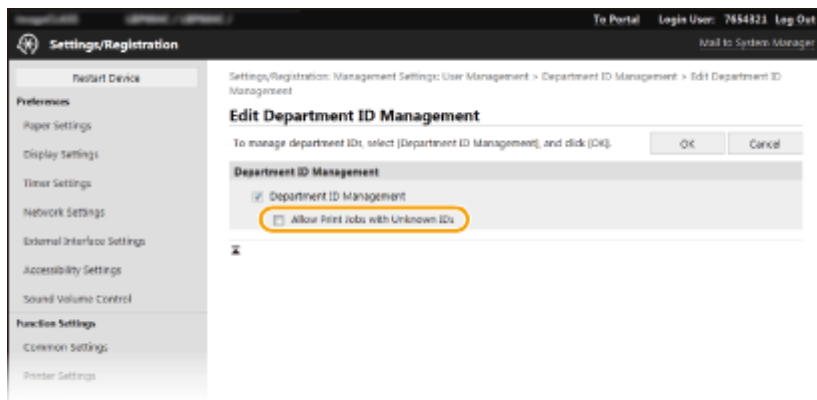 To Portal Login User: 7654321 Log Out
Settings/Registration
Mail to System Manager
Restart Device
Preferences
Paper Settings
Display Settings
Timer Settings
Network Settings
External Interface Settings
Accessibility Settings
Sound Volume Control
Function Settings
Common Settings
Printer Settings
Settings/Registration: Management Settings: User Management > Department ID Management > Edit Department ID
Management
Edit Department ID Management
To manage department IDs, select [Department ID Management], and click [OK].
OK
Cancel
Department ID Management
Department ID Management
Allow Print Jobs with Unknown IDs